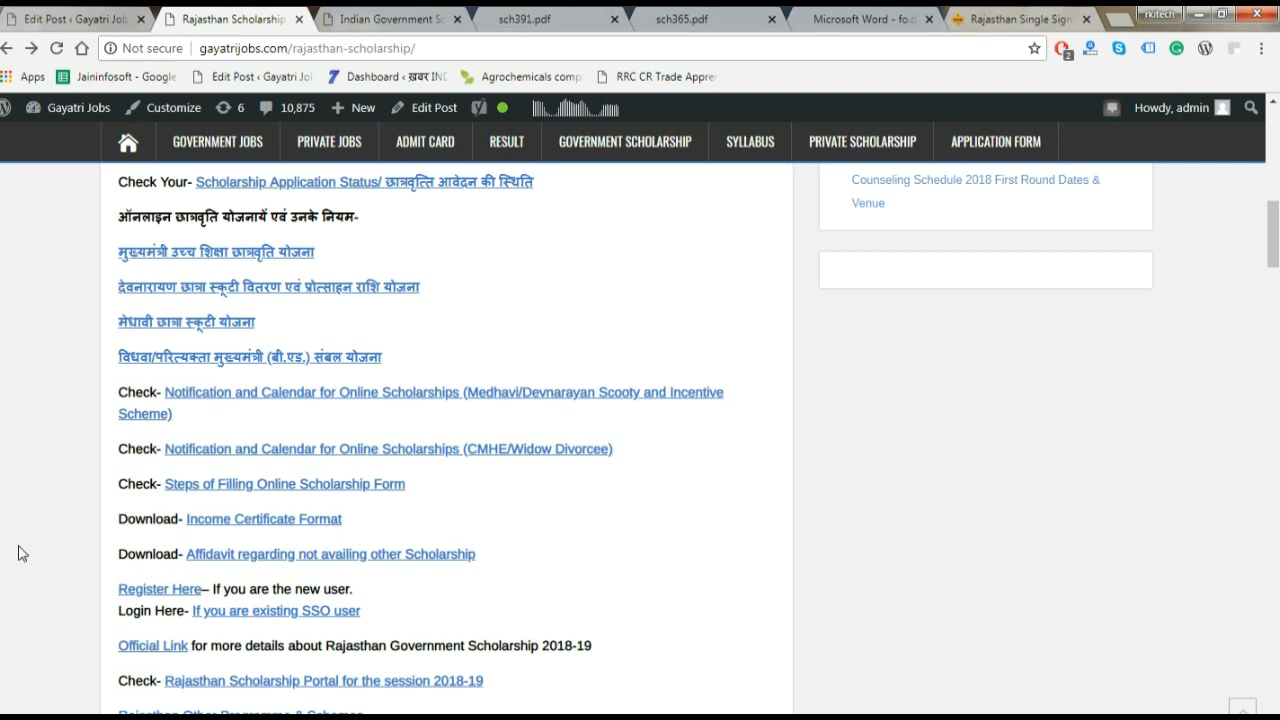 Edit Post ‹ Gayatri Job
Rajasthan Scholarship
Indian Government Sc
sch391.pdf
sch365.pdf
Microsoft Word - fo.d
Rajasthan Single Sign
rkitech
Not secure
gayatrijobs.com/rajasthan-scholarship/
2
Apps
Jaininfosoft - Google
Edit Post ‹ Gayatri Jo
Dashboard ‹ ख़बर IND
Agrochemicals comp
RRC CR Trade Appre
Gayatri Jobs
Customize
6
10,875
New
Edit Post
Howdy, admin
GOVERNMENT JOBS
PRIVATE JOBS
ADMIT CARD
RESULT
GOVERNMENT SCHOLARSHIP
SYLLABUS
PRIVATE SCHOLARSHIP
APPLICATION FORM
Check Your- Scholarship Application Status/ छात्रवृत्ति आवेदन की स्थिति
ऑनलाइन छात्रवृति योजनायें एवं उनके नियम-
मुख्यमंत्री उच्च शिक्षा छात्रवृति योजना
देवनारायण छात्रा स्कूटी वितरण एवं प्रोत्साहन राशि योजना
मेधावी छात्रा स्कूटी योजना
विधवा/परित्यक्ता मुख्यमंत्री (बी.एड.) संबल योजना
Check- Notification and Calendar for Online Scholarships (Medhavi/Devnarayan Scooty and Incentive
Scheme)
Check- Notification and Calendar for Online Scholarships (CMHE/Widow Divorcee)
Check- Steps of Filling Online Scholarship Form
Download- Income Certificate Format
Download- Affidavit regarding not availing other Scholarship
Register Here– If you are the new user.
Login Here- If you are existing SSO user
Official Link for more details about Rajasthan Government Scholarship 2018-19
Check- Rajasthan Scholarship Portal for the session 2018-19
Rajasthan Other Programme & Schemes
Counseling Schedule 2018 First Round Dates &
Venue